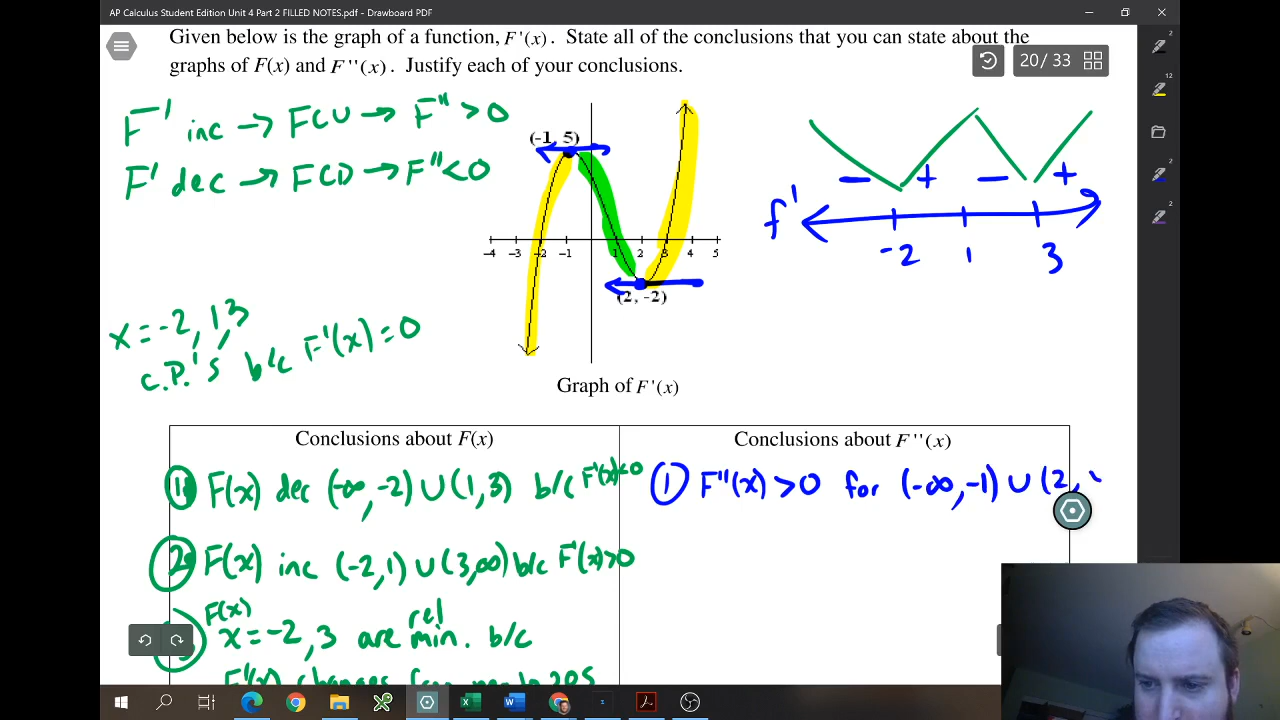 AP Calculus Student Edition Unit 4 Part 2 FILLED NOTES.pdf - Drawboard PDF
Given below is the graph of a function, F'(x). State all of the conclusions that you can state about the
graphs of F(x) and F''(x). Justify each of your conclusions.
20 / 33
2
12
2
2
F' inc → FCU → F'' > 0
F' dec → FCD → F'' < 0
(-1, 5)
-4 -3 -2 -1 1 2 3 4 5
(2, -2)
Graph of F'(x)
- + - +
f'
-2 1 3
x = -2, 1, 3
C.P.'s b/c F'(x) = 0
Conclusions about F(x)
F(x) dec (-∞, -2) ∪ (1, 3) b/c F'(x) < 0
F(x) inc (-2, 1) ∪ (3, ∞) b/c F'(x) > 0
F(x)
x = -2, 3 are rel min. b/c
Conclusions about F''(x)
① F''(x) > 0 for (-∞, -1) ∪ (2,